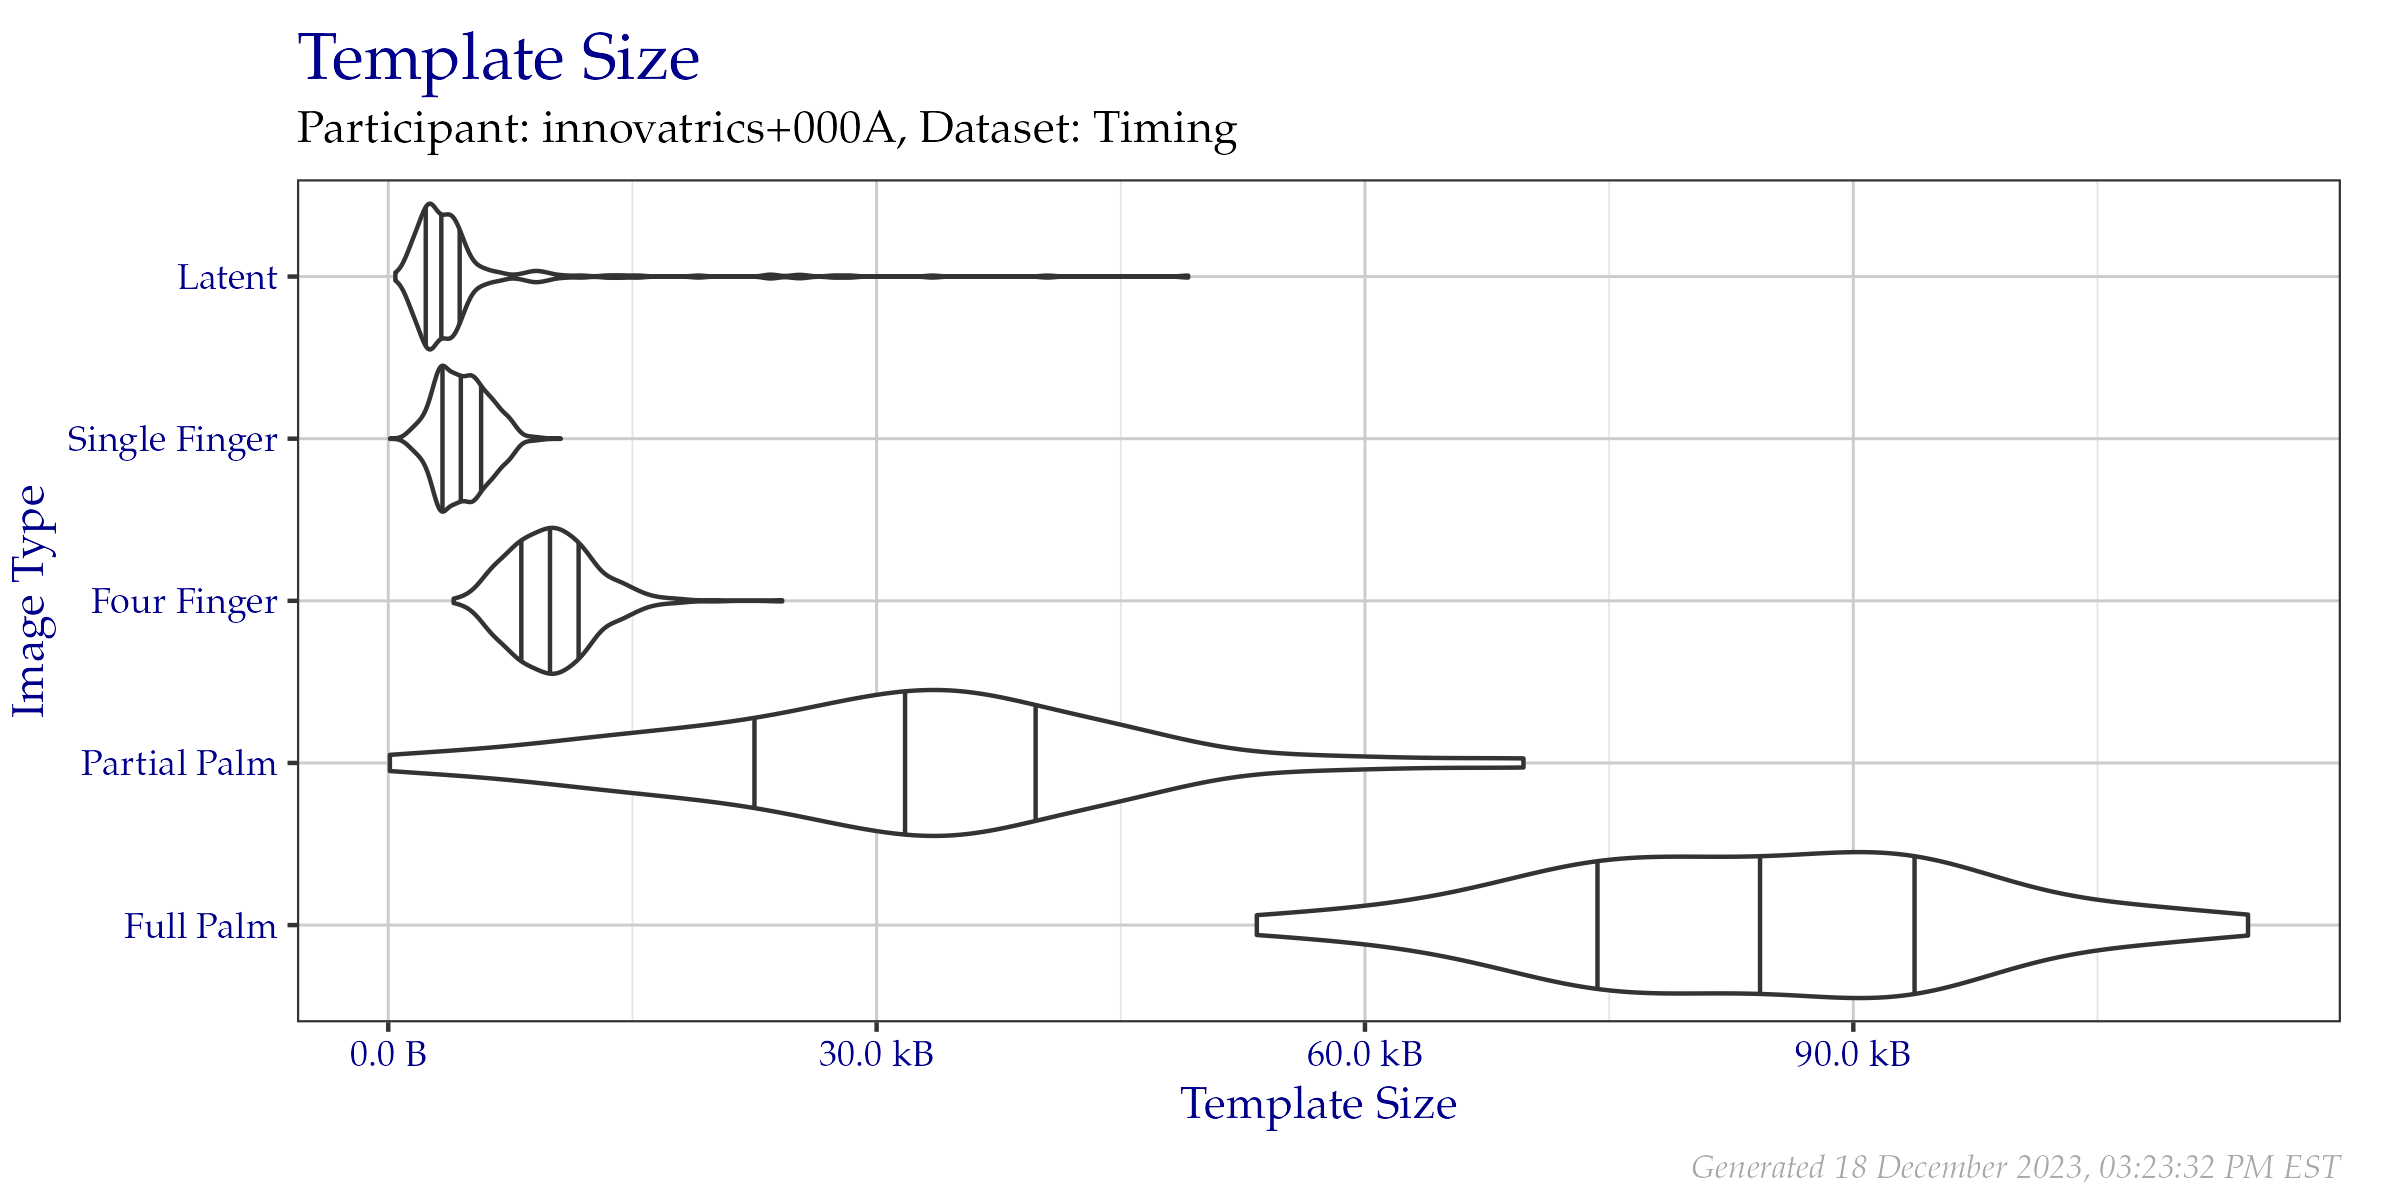 Template Size
Participant: innovatrics+000A, Dataset: Timing
Image Type
Latent
Single Finger
Four Finger
Partial Palm
Full Palm
0.0 B
30.0 kB
60.0 kB
90.0 kB
Template Size
Generated 18 December 2023, 03:23:32 PM EST